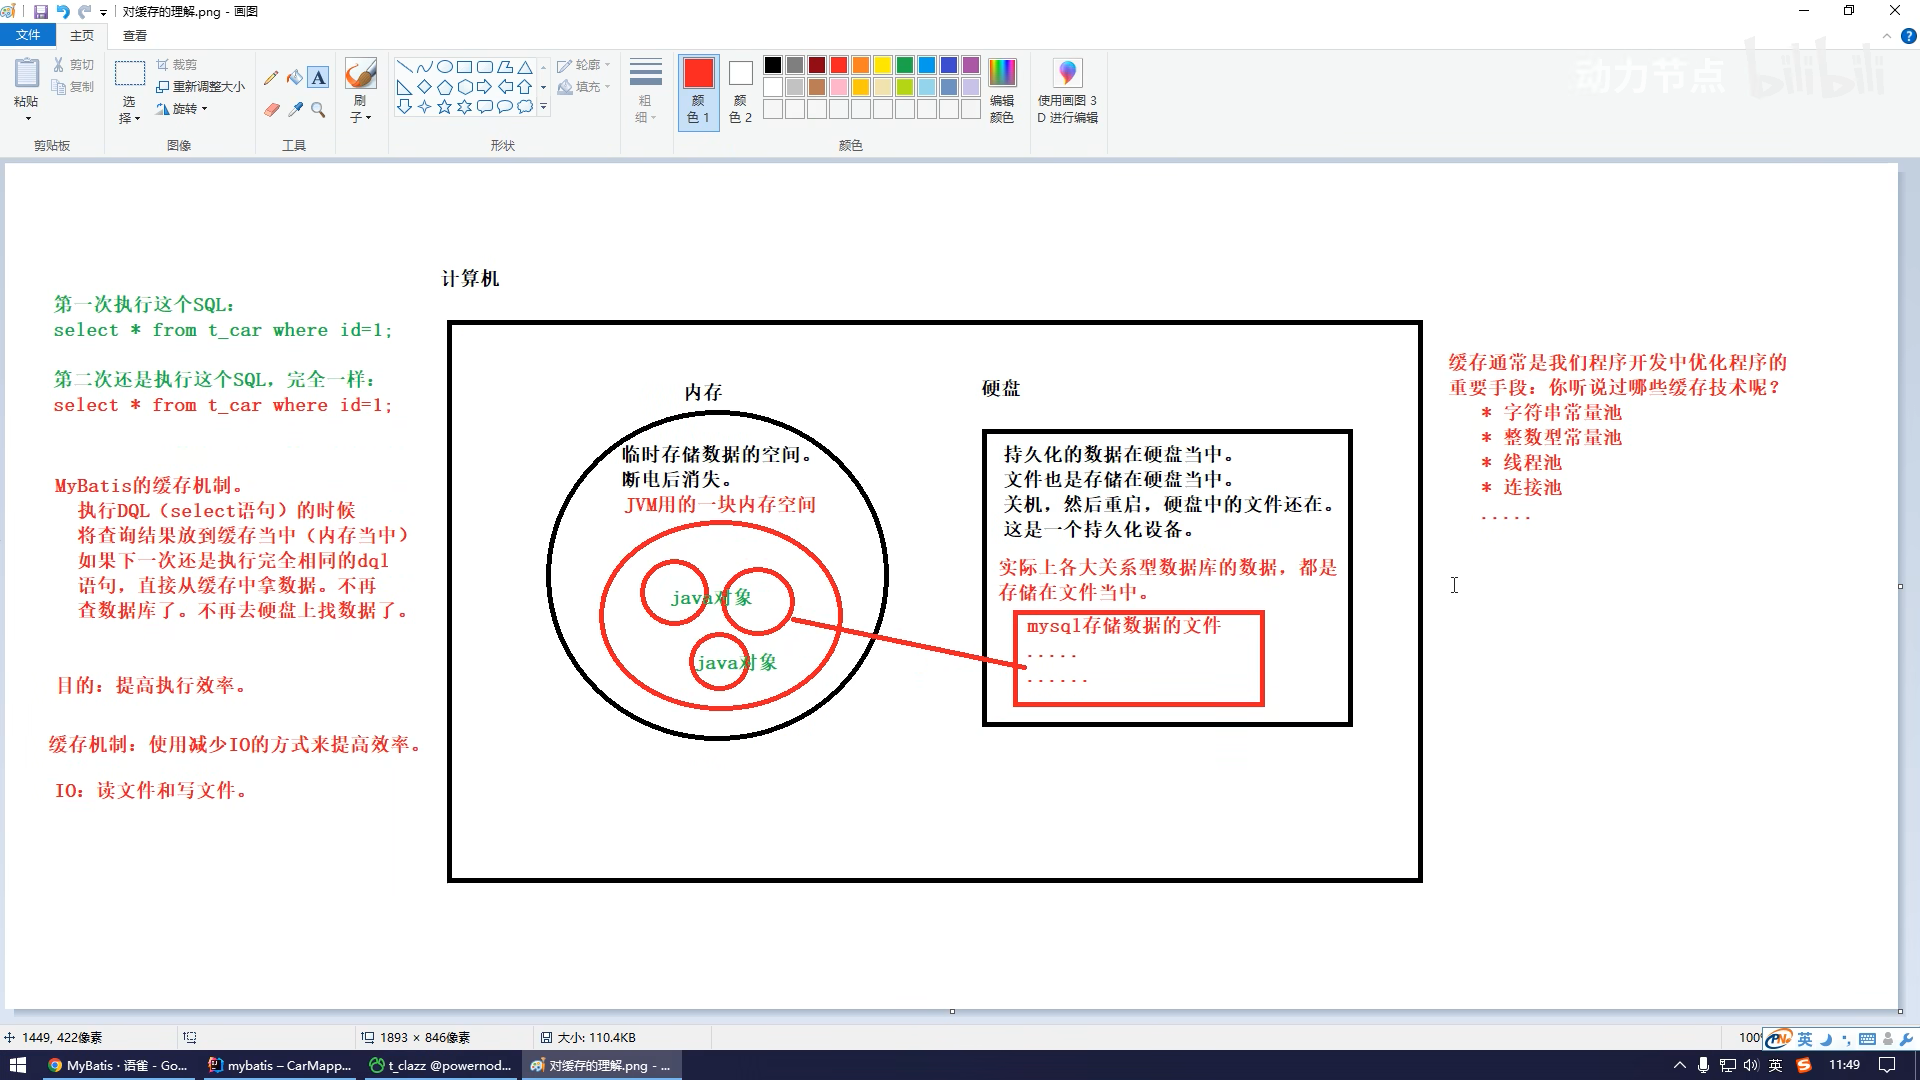 对缓存的理解.png - 画图
文件
主页
查看
粘贴
剪切
复制
剪贴板
选择
裁剪
重新调整大小
旋转
图像
A
工具
刷子
轮廓
填充
形状
粗细
颜色 1
颜色 2
编辑颜色
颜色
使用画图 3D 进行编辑
动力节点 bilibili
计算机
第一次执行这个SQL：
select * from t_car where id=1;
第二次还是执行这个SQL，完全一样：
select * from t_car where id=1;
MyBatis的缓存机制。
执行DQL（select语句）的时候
将查询结果放到缓存当中（内存当中）
如果下一次还是执行完全相同的dql
语句，直接从缓存中拿数据。不再
查数据库了。不再去硬盘上找数据了。
目的：提高执行效率。
缓存机制：使用减少IO的方式来提高效率。
IO：读文件和写文件。
内存
临时存储数据的空间。
断电后消失。
JVM用的一块内存空间
java对象
java对象
硬盘
持久化的数据在硬盘当中。
文件也是存储在硬盘当中。
关机，然后重启，硬盘中的文件还在。
这是一个持久化设备。
实际上各大关系型数据库的数据，都是
存储在文件当中。
mysql存储数据的文件
.....
......
缓存通常是我们程序开发中优化程序的
重要手段：你听说过哪些缓存技术呢？
* 字符串常量池
* 整数型常量池
* 线程池
* 连接池
.....
1449, 422像素
1893 × 846像素
大小: 110.4KB
100
英
MyBatis · 语雀 - Go...
mybatis – CarMapp...
t_clazz @powernod...
对缓存的理解.png - ...
英
11:49